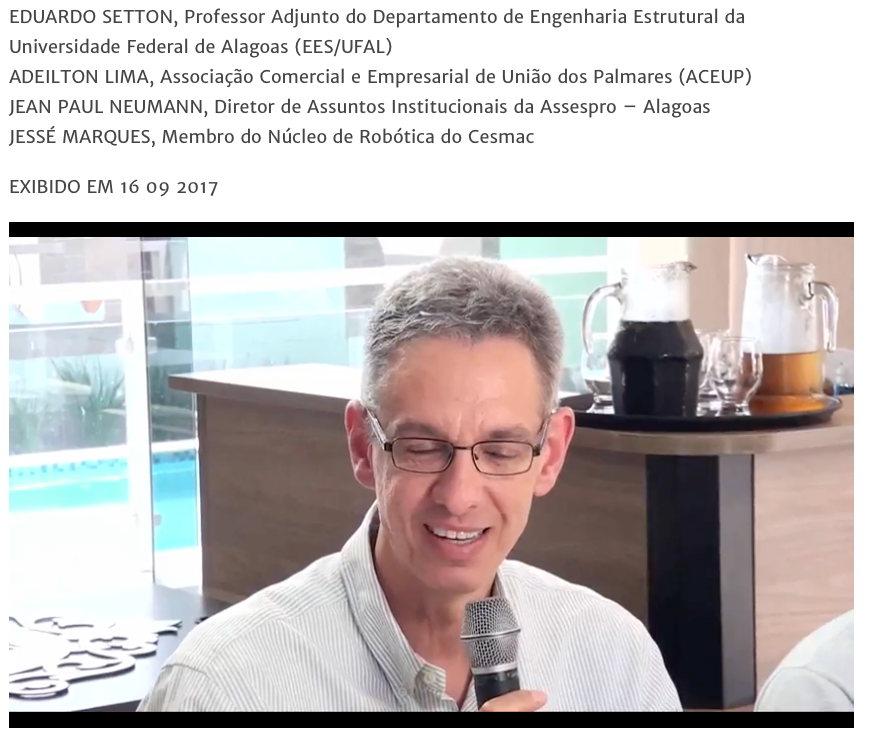 EDUARDO SETTON, Professor Adjunto do Departamento de Engenharia Estrutural da
Universidade Federal de Alagoas (EES/UFAL)
ADEILTON LIMA, Associação Comercial e Empresarial de União dos Palmares (ACEUP)
JEAN PAUL NEUMANN, Diretor de Assuntos Institucionais da Assespro – Alagoas
JESSÉ MARQUES, Membro do Núcleo de Robótica do Cesmac
EXIBIDO EM 16 09 2017